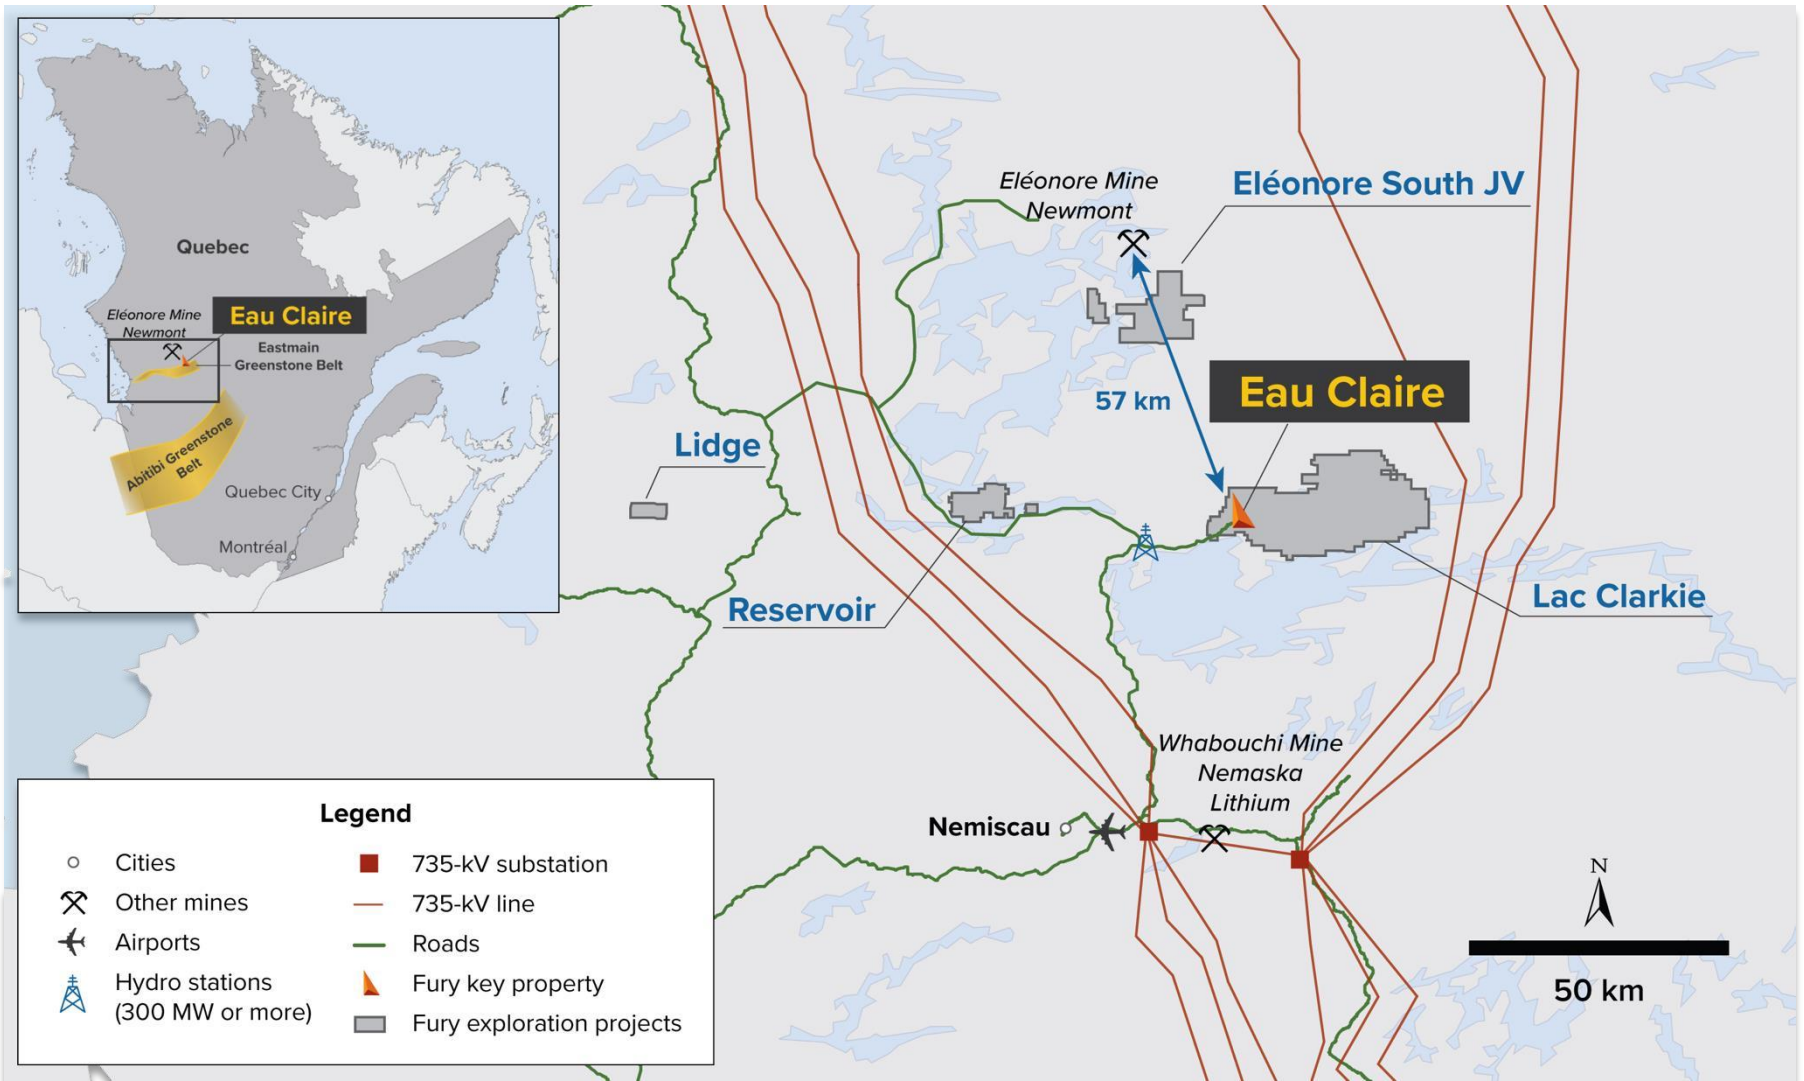 Quebec
Eléonore Mine
Newmont
Eau Claire
Eastmain
Greenstone Belt
Abitibi Greenstone
Belt
Quebec City
Montréal
Eléonore Mine
Newmont
Eléonore South JV
57 km
Eau Claire
Lidge
Reservoir
Lac Clarkie
Whabouchi Mine
Nemaska
Lithium
Nemiscau
Legend
Cities
Other mines
Airports
Hydro stations
(300 MW or more)
735-kV substation
735-kV line
Roads
Fury key property
Fury exploration projects
N
50 km